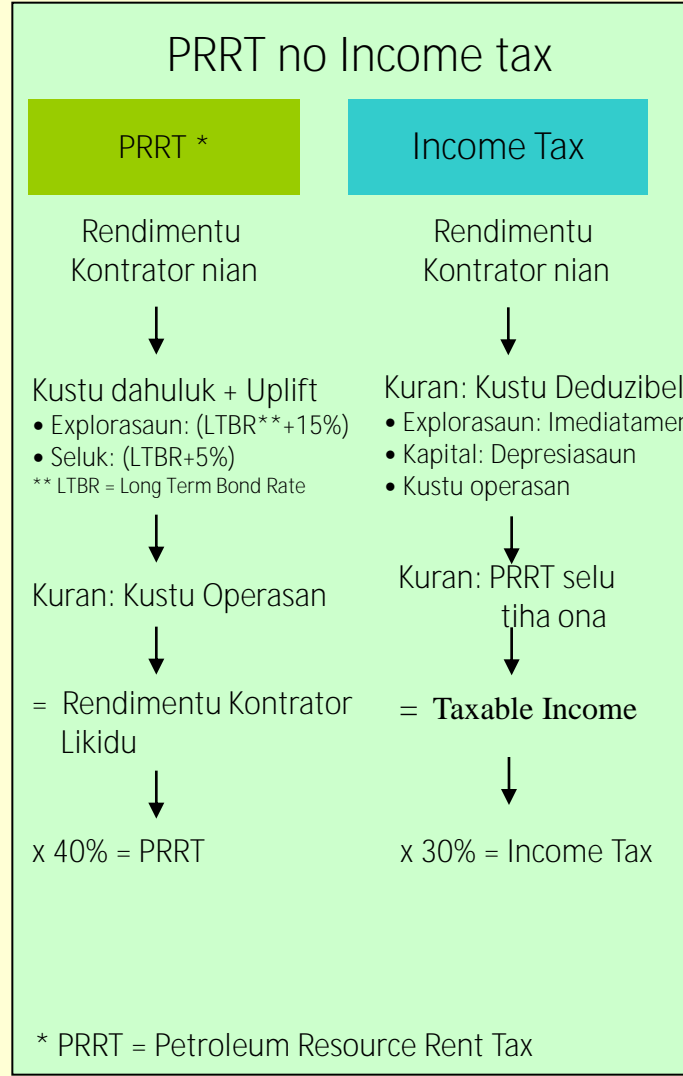 PRRT no Income tax
PRRT *
Rendimentu
Kontrator nian
Kustu dahuluk + Uplift
• Explorasaun: (LTBR**+15%)
• Seluk: (LTBR+5%)
** LTBR = Long Term Bond Rate
Kuran: Kustu Operasan
= Rendimentu Kontrator
Likidu
x 40% = PRRT
Income Tax
Rendimentu
Kontrator nian
Kuran: Kustu Deduzibel
• Explorasaun: Imediatamen
• Kapital: Depresiasaun
• Kustu operasan
Kuran: PRRT selu
tiha ona
= Taxable Income
x 30% = Income Tax
* PRRT = Petroleum Resource Rent Tax